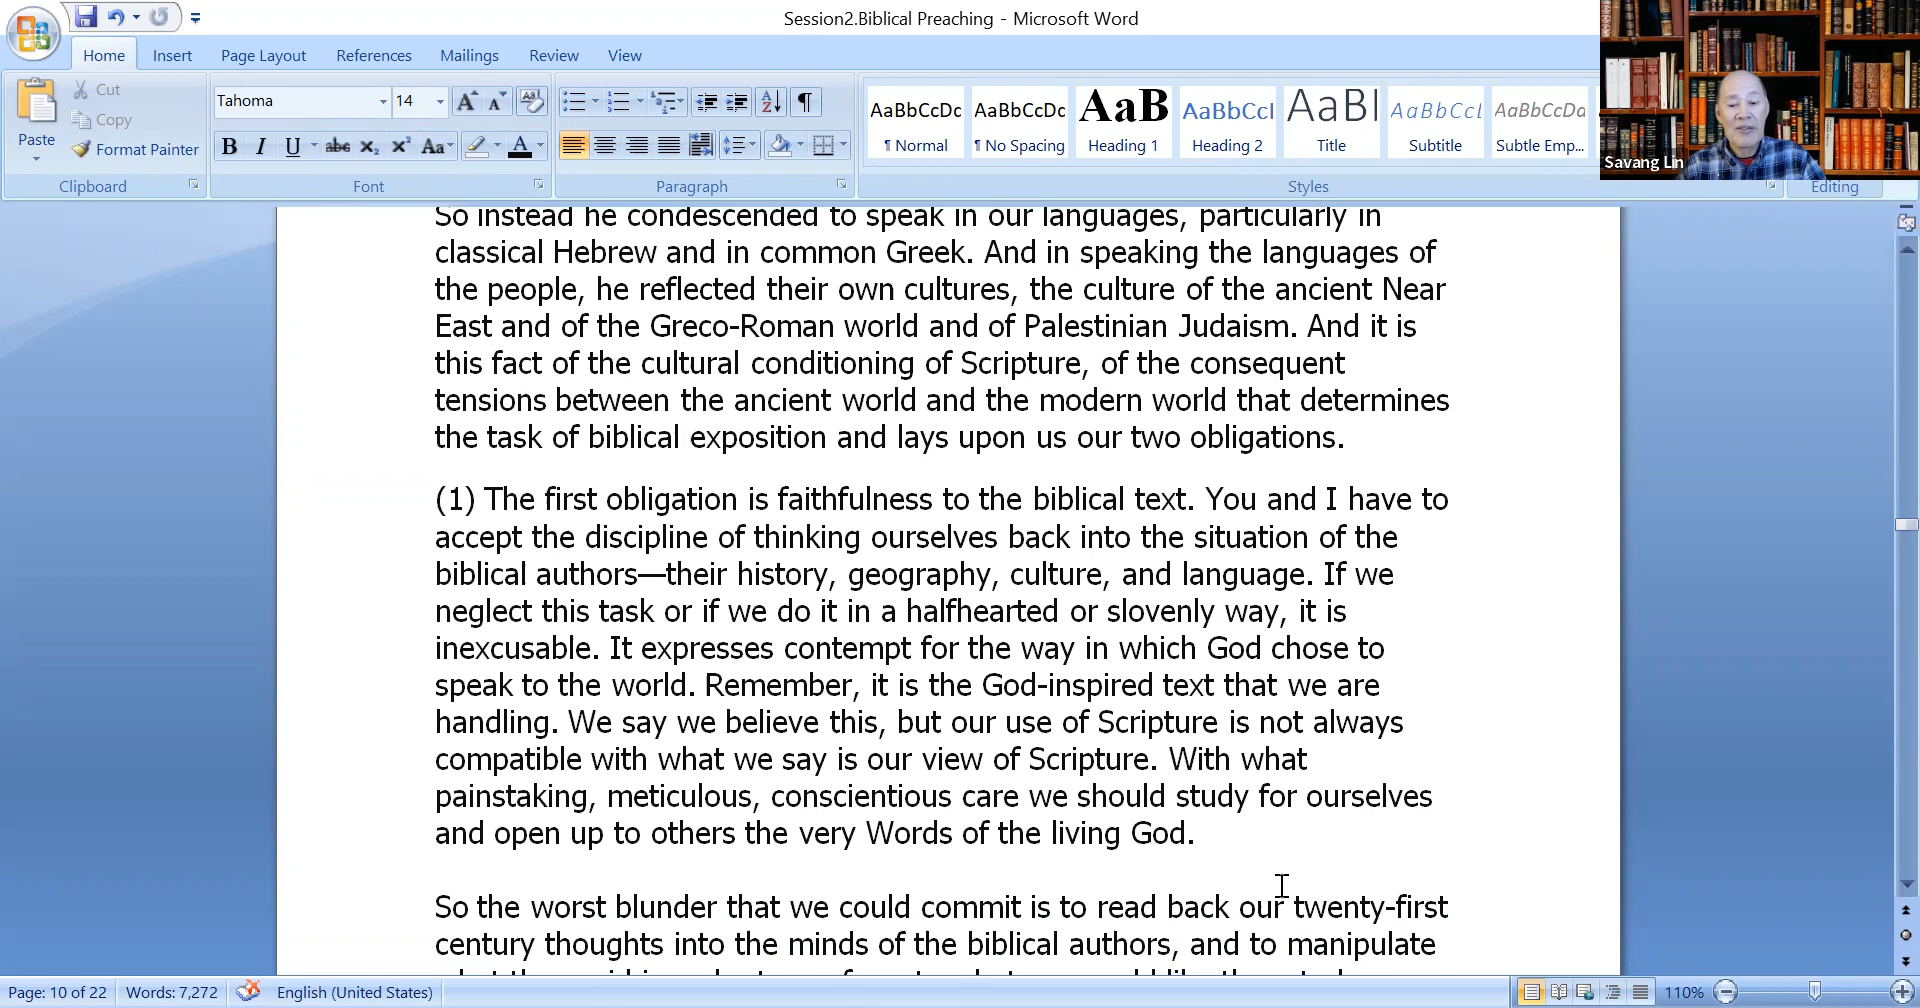 Session2.Biblical Preaching - Microsoft Word
Home Insert Page Layout References Mailings Review View
Paste
Cut
Copy
Format Painter
Clipboard
Tahoma 14
Font
Paragraph
AaBbCcDc AaBbCcDc AaB AaBbCcI AaBI AaBbCcL AaBbCcDa
¶ Normal ¶ No Spacing Heading 1 Heading 2 Title Subtitle Subtle Emp...
Styles
Editing
Savang Lin
So instead he condescended to speak in our languages, particularly in
classical Hebrew and in common Greek. And in speaking the languages of
the people, he reflected their own cultures, the culture of the ancient Near
East and of the Greco-Roman world and of Palestinian Judaism. And it is
this fact of the cultural conditioning of Scripture, of the consequent
tensions between the ancient world and the modern world that determines
the task of biblical exposition and lays upon us our two obligations.
(1) The first obligation is faithfulness to the biblical text. You and I have to
accept the discipline of thinking ourselves back into the situation of the
biblical authors—their history, geography, culture, and language. If we
neglect this task or if we do it in a halfhearted or slovenly way, it is
inexcusable. It expresses contempt for the way in which God chose to
speak to the world. Remember, it is the God-inspired text that we are
handling. We say we believe this, but our use of Scripture is not always
compatible with what we say is our view of Scripture. With what
painstaking, meticulous, conscientious care we should study for ourselves
and open up to others the very Words of the living God.
So the worst blunder that we could commit is to read back our twenty-first
century thoughts into the minds of the biblical authors, and to manipulate
Page: 10 of 22 Words: 7,272 English (United States) 110%